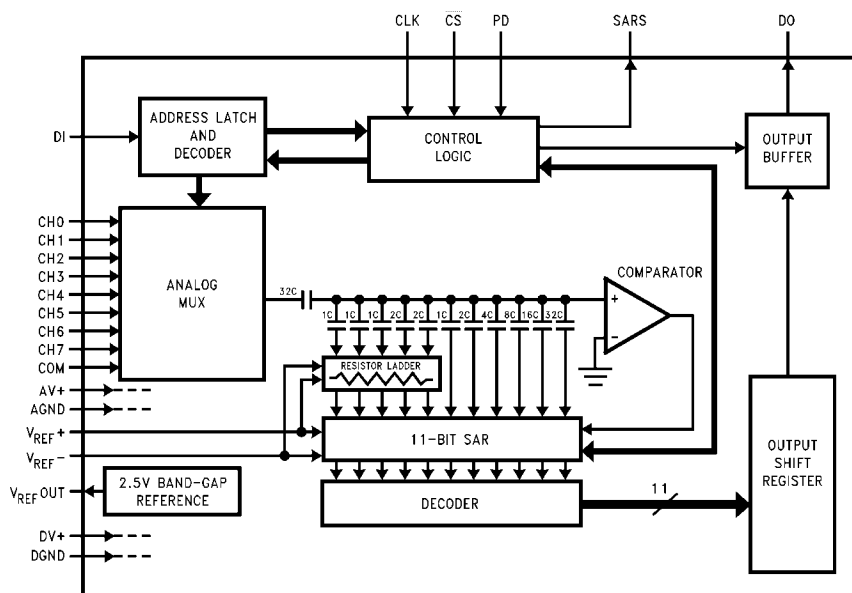 CLK CS PD SARS DO
DI
ADDRESS LATCH
AND
DECODER
CONTROL
LOGIC
OUTPUT
BUFFER
CH0
CH1
CH2
CH3
CH4
CH5
CH6
CH7
COM
AV+
AGND
VREF+
VREF-
VREFOUT
DV+
DGND
ANALOG
MUX
32C
1C 1C 1C 2C 2C 1C 2C 4C 8C 16C 32C
COMPARATOR
+
-
RESISTOR LADDER
11-BIT SAR
2.5V BAND-GAP
REFERENCE
DECODER
11
OUTPUT
SHIFT
REGISTER